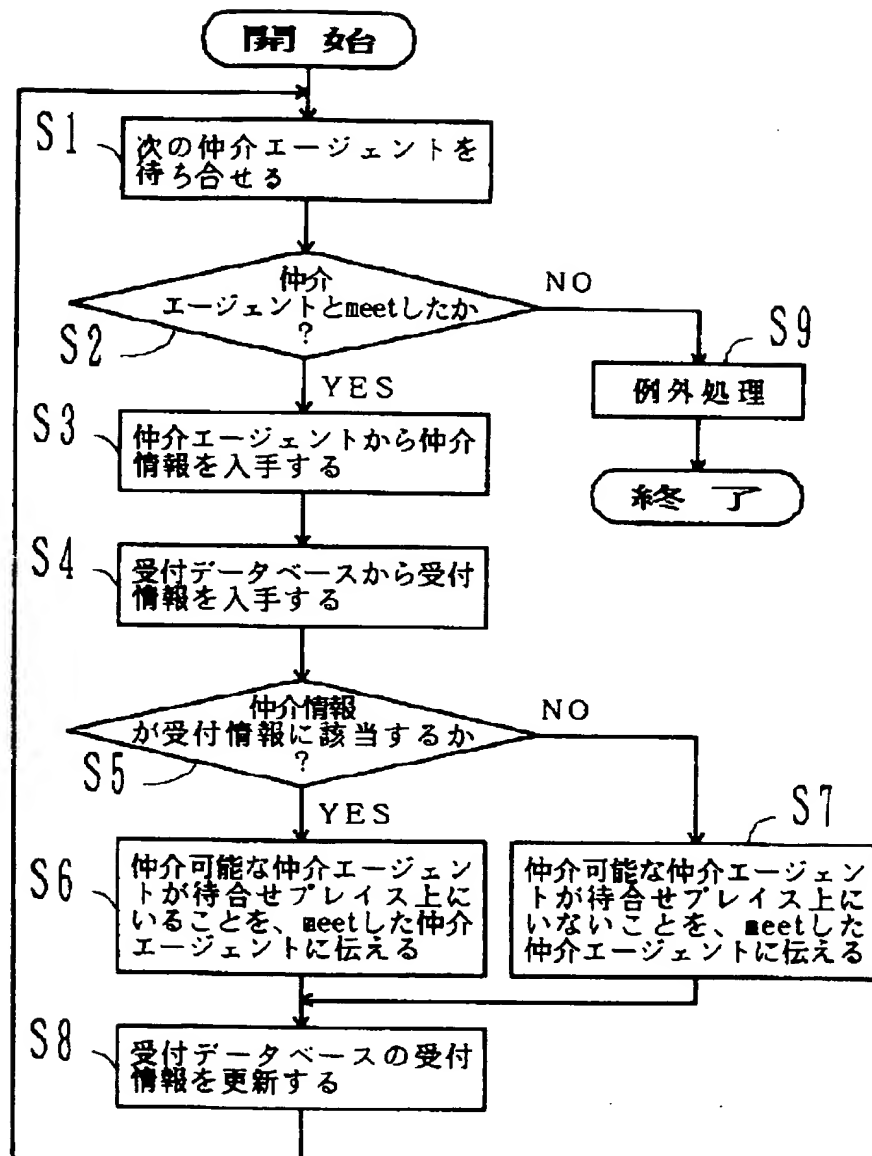 開始
S1
次の仲介エージェントを
待ち合せる
仲介
エージェントとmeetしたか
?
NO
S2
S9
例外処理
YES
終了
S3
仲介エージェントから仲介
情報を入手する
S4
受付データベースから受付
情報を入手する
仲介情報
が受付情報に該当するか
?
NO
S5
YES
S7
S6
仲介可能な仲介エージェン
トが待合せプレイス上に
いることを、meetした仲介
エージェントに伝える
仲介可能な仲介エージェン
トが待合せプレイス上に
いないことを、meetした
仲介エージェントに伝える
S8
受付データベースの受付
情報を更新する